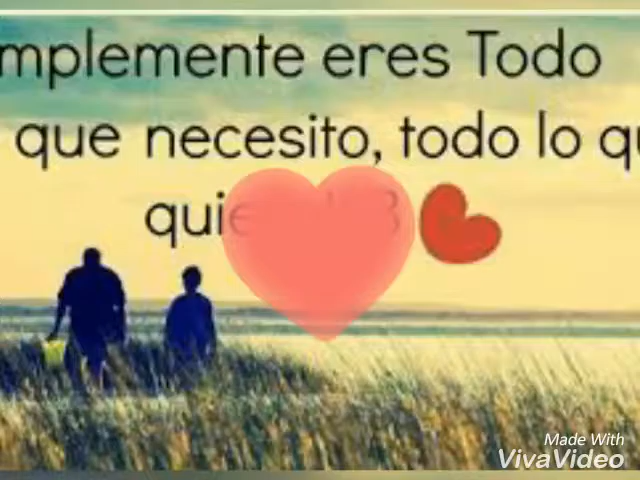 mplemente eres Todo
que necesito, todo lo qu
quie
Made With
VivaVideo